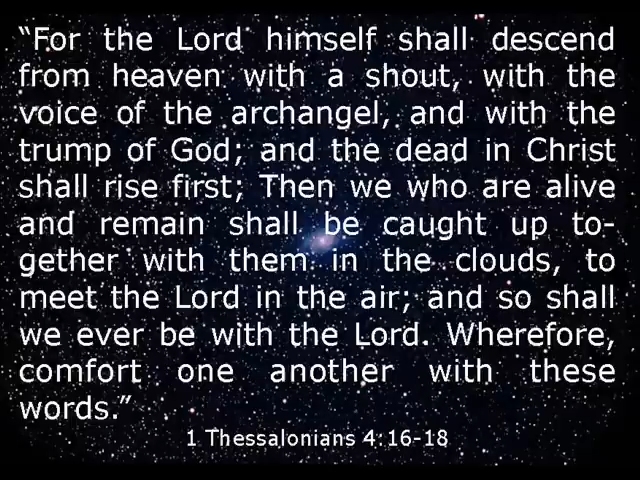 “For the Lord himself shall descend
from heaven with a shout, with the
voice of the archangel, and with the
trump of God; and the dead in Christ
shall rise first; Then we who are alive
and remain shall be caught up to-
gether with them in the clouds, to
meet the Lord in the air; and so shall
we ever be with the Lord. Wherefore,
comfort one another with these
words.”
1 Thessalonians 4:16-18